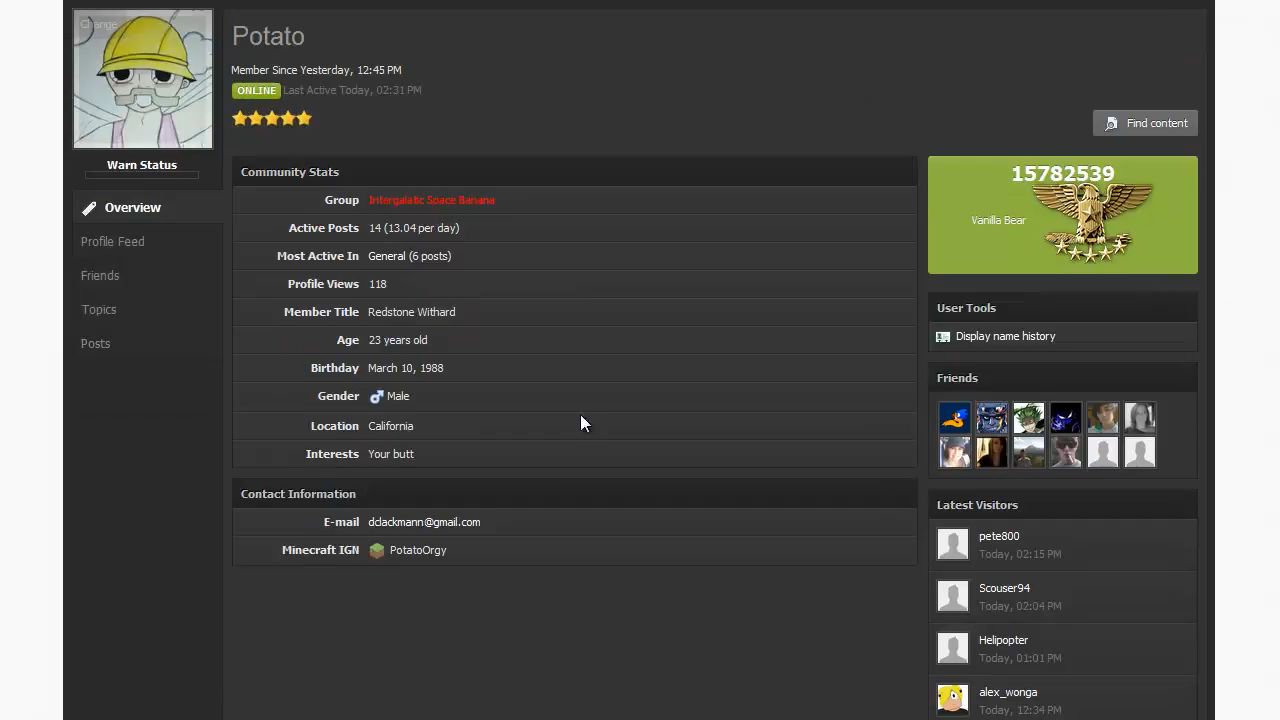 Change
Potato
Member Since Yesterday, 12:45 PM
ONLINE Last Active Today, 02:31 PM
Find content
Warn Status
Overview
Profile Feed
Friends
Topics
Posts
Community Stats
Group Intergalatic Space Banana
Active Posts 14 (13.04 per day)
Most Active In General (6 posts)
Profile Views 118
Member Title Redstone Withard
Age 23 years old
Birthday March 10, 1988
Gender Male
Location California
Interests Your butt
Contact Information
E-mail dclackmann@gmail.com
Minecraft IGN PotatoOrgy
15782539
Vanilla Bear
User Tools
Display name history
Friends
Latest Visitors
pete800
Today, 02:15 PM
Scouser94
Today, 02:04 PM
Helipopter
Today, 01:01 PM
alex_wonga
Today, 12:34 PM